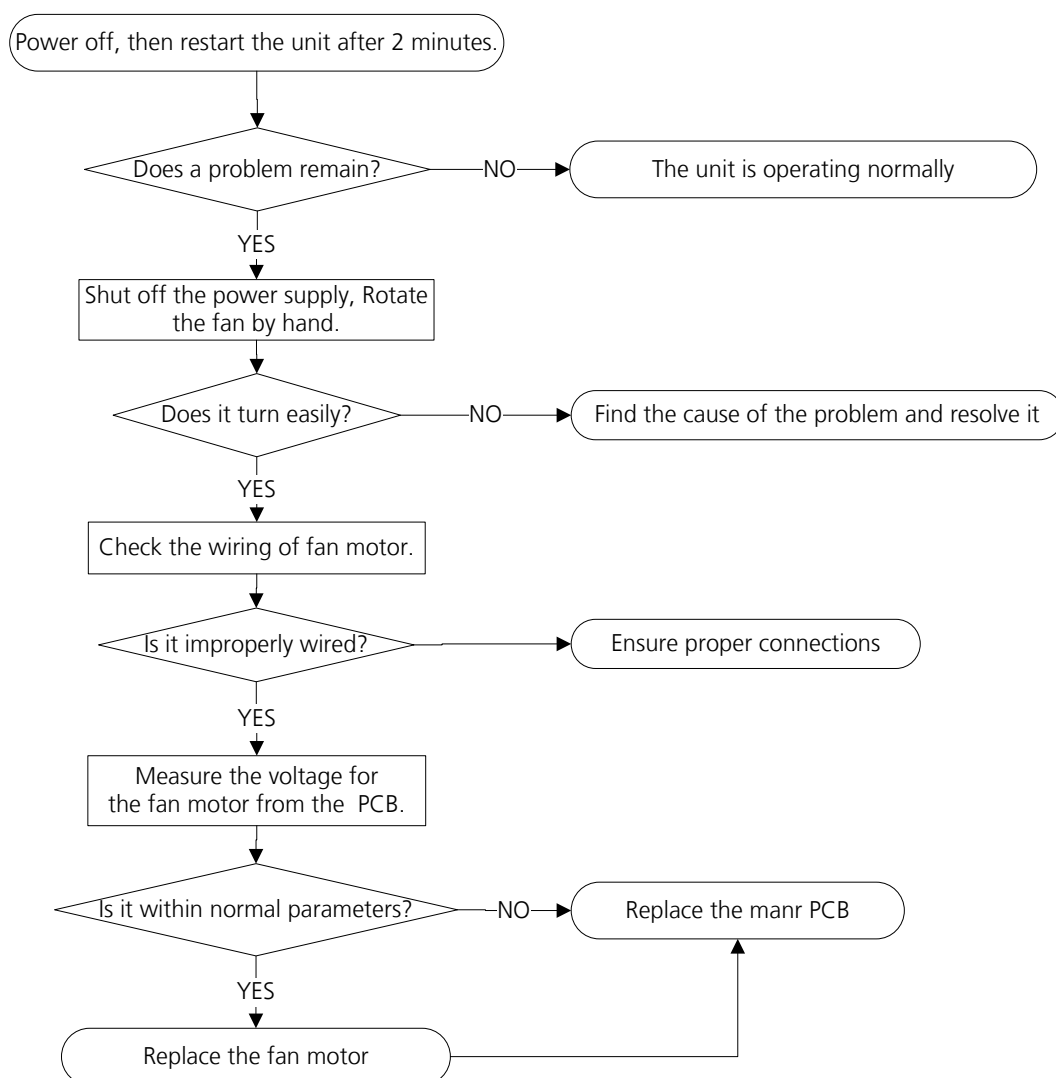 Power off, then restart the unit after 2 minutes.
Does a problem remain?
NO
The unit is operating normally
YES
Shut off the power supply, Rotate
the fan by hand.
Does it turn easily?
NO
Find the cause of the problem and resolve it
YES
Check the wiring of fan motor.
Is it improperly wired?
Ensure proper connections
YES
Measure the voltage for
the fan motor from the PCB.
Is it within normal parameters?
NO
Replace the manr PCB
YES
Replace the fan motor